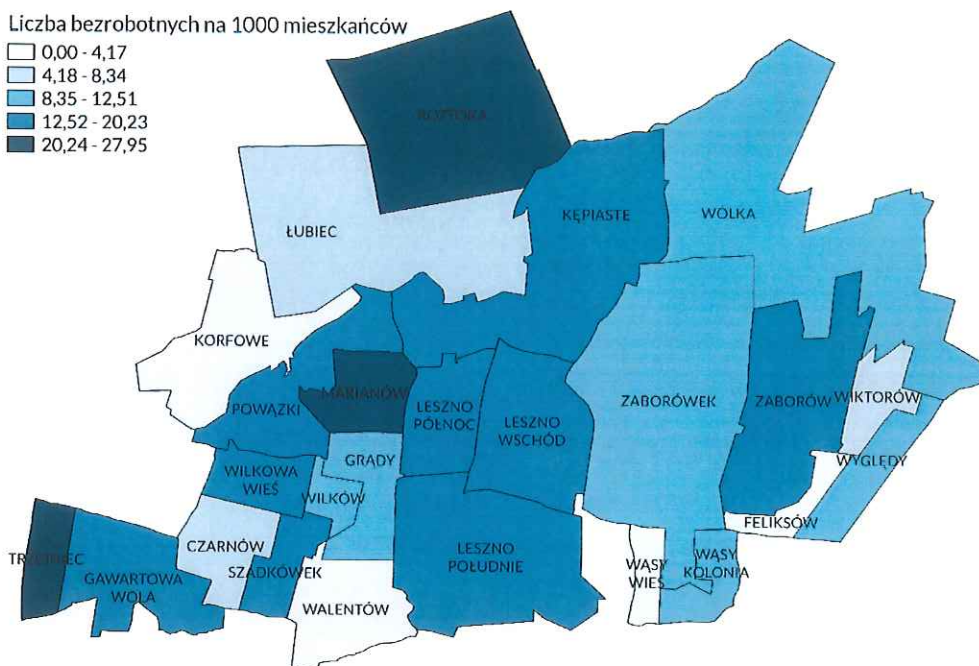 Liczba bezrobotnych na 1000 mieszkańców
0,00 - 4,17
4,18 - 8,34
8,35 - 12,51
12,52 - 20,23
20,24 - 27,95
ROZTOKA
KĘPIASTE
WÓLKA
ŁUBIEC
KORFOWE
MARIANÓW
POWĄZKI
LESZNO
PÓŁNOC
LESZNO
WSCHÓD
ZABORÓWEK
ZABORÓW
WIKTORÓW
GRĄDY
WYGLĘDY
WILKOWA
WIEŚ
WILKÓW
FELIKSÓW
CZARNÓW
TRZCINIEC
SZADKÓWEK
GAWARTOWA
WOLA
LESZNO
POŁUDNIE
WĄSY
WIEŚ
WĄSY
KOLONIA
WALENTÓW